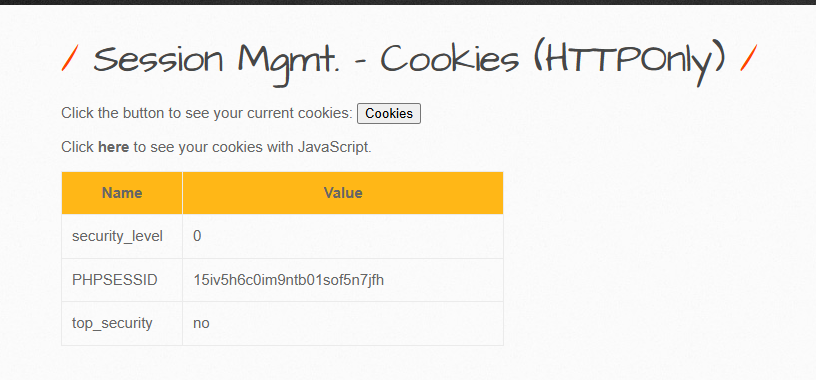 / Session Mgmt. - Cookies (HTTPOnly) /
Click the button to see your current cookies: Cookies
Click here to see your cookies with JavaScript.
Name Value
security_level 0
PHPSESSID 15iv5h6c0im9ntb01sof5n7jfh
top_security no